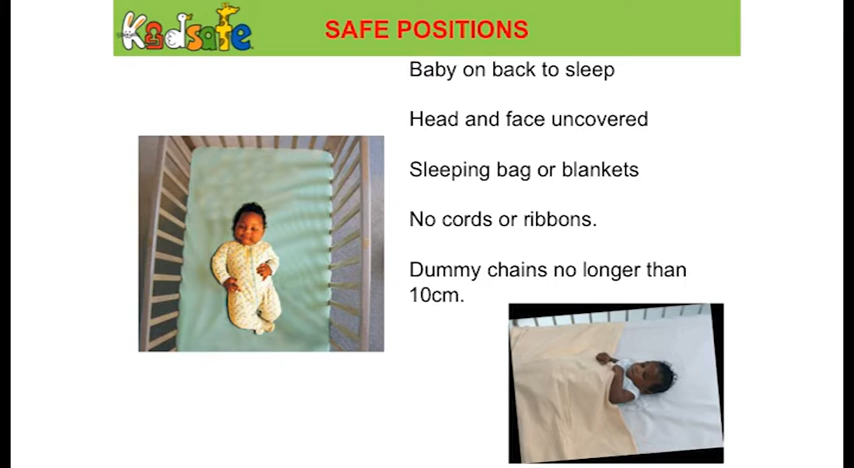 Kidsafe
SAFE POSITIONS
Baby on back to sleep
Head and face uncovered
Sleeping bag or blankets
No cords or ribbons.
Dummy chains no longer than
10cm.